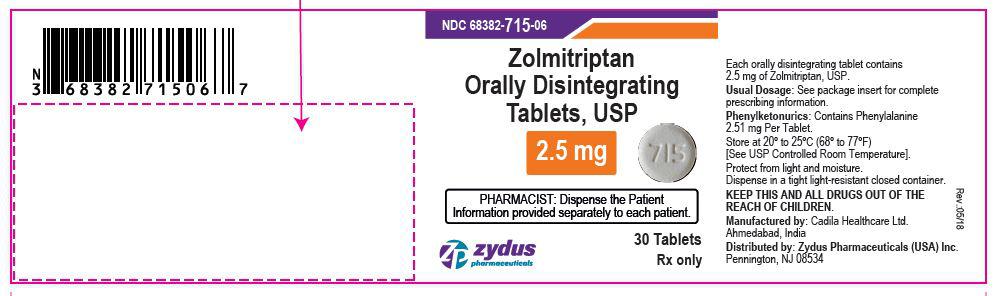 N
3 68382 71506 7
NDC 68382-715-06
Zolmitriptan
Orally Disintegrating
Tablets, USP
2.5 mg
715
PHARMACIST: Dispense the Patient
Information provided separately to each patient.
zydus
pharmaceuticals
30 Tablets
Rx only
Each orally disintegrating tablet contains
2.5 mg of Zolmitriptan, USP.
Usual Dosage: See package insert for complete
prescribing information.
Phenylketonurics: Contains Phenylalanine
2.51 mg Per Tablet.
Store at 20° to 25°C (68° to 77°F)
[See USP Controlled Room Temperature].
Protect from light and moisture.
Dispense in a tight light-resistant closed container.
KEEP THIS AND ALL DRUGS OUT OF THE
REACH OF CHILDREN.
Manufactured by: Cadila Healthcare Ltd.
Ahmedabad, India
Distributed by: Zydus Pharmaceuticals (USA) Inc.
Pennington, NJ 08534
Rev.:05/18